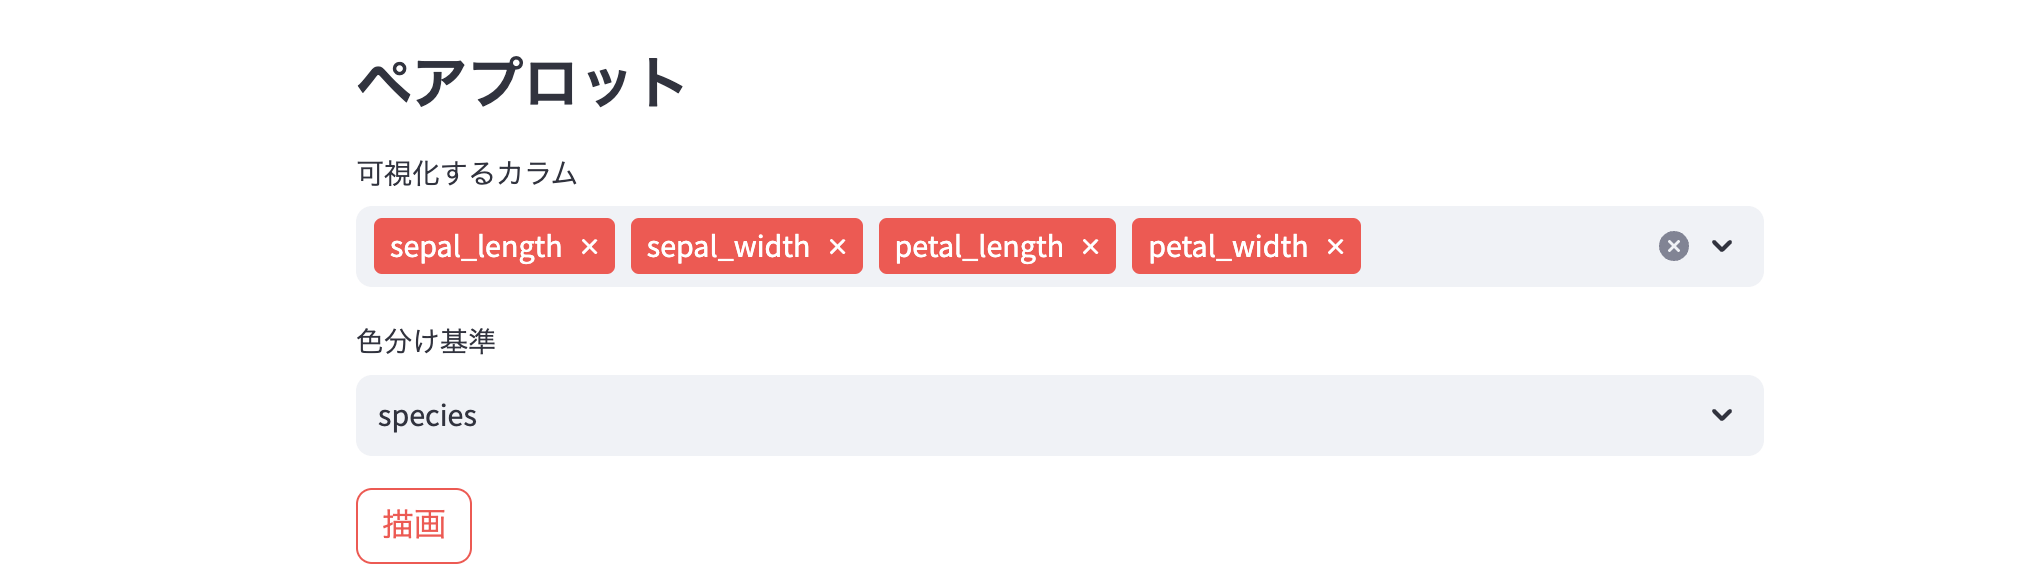 ペアプロット
可視化するカラム
sepal_length sepal_width petal_length petal_width
色分け基準
species
描画